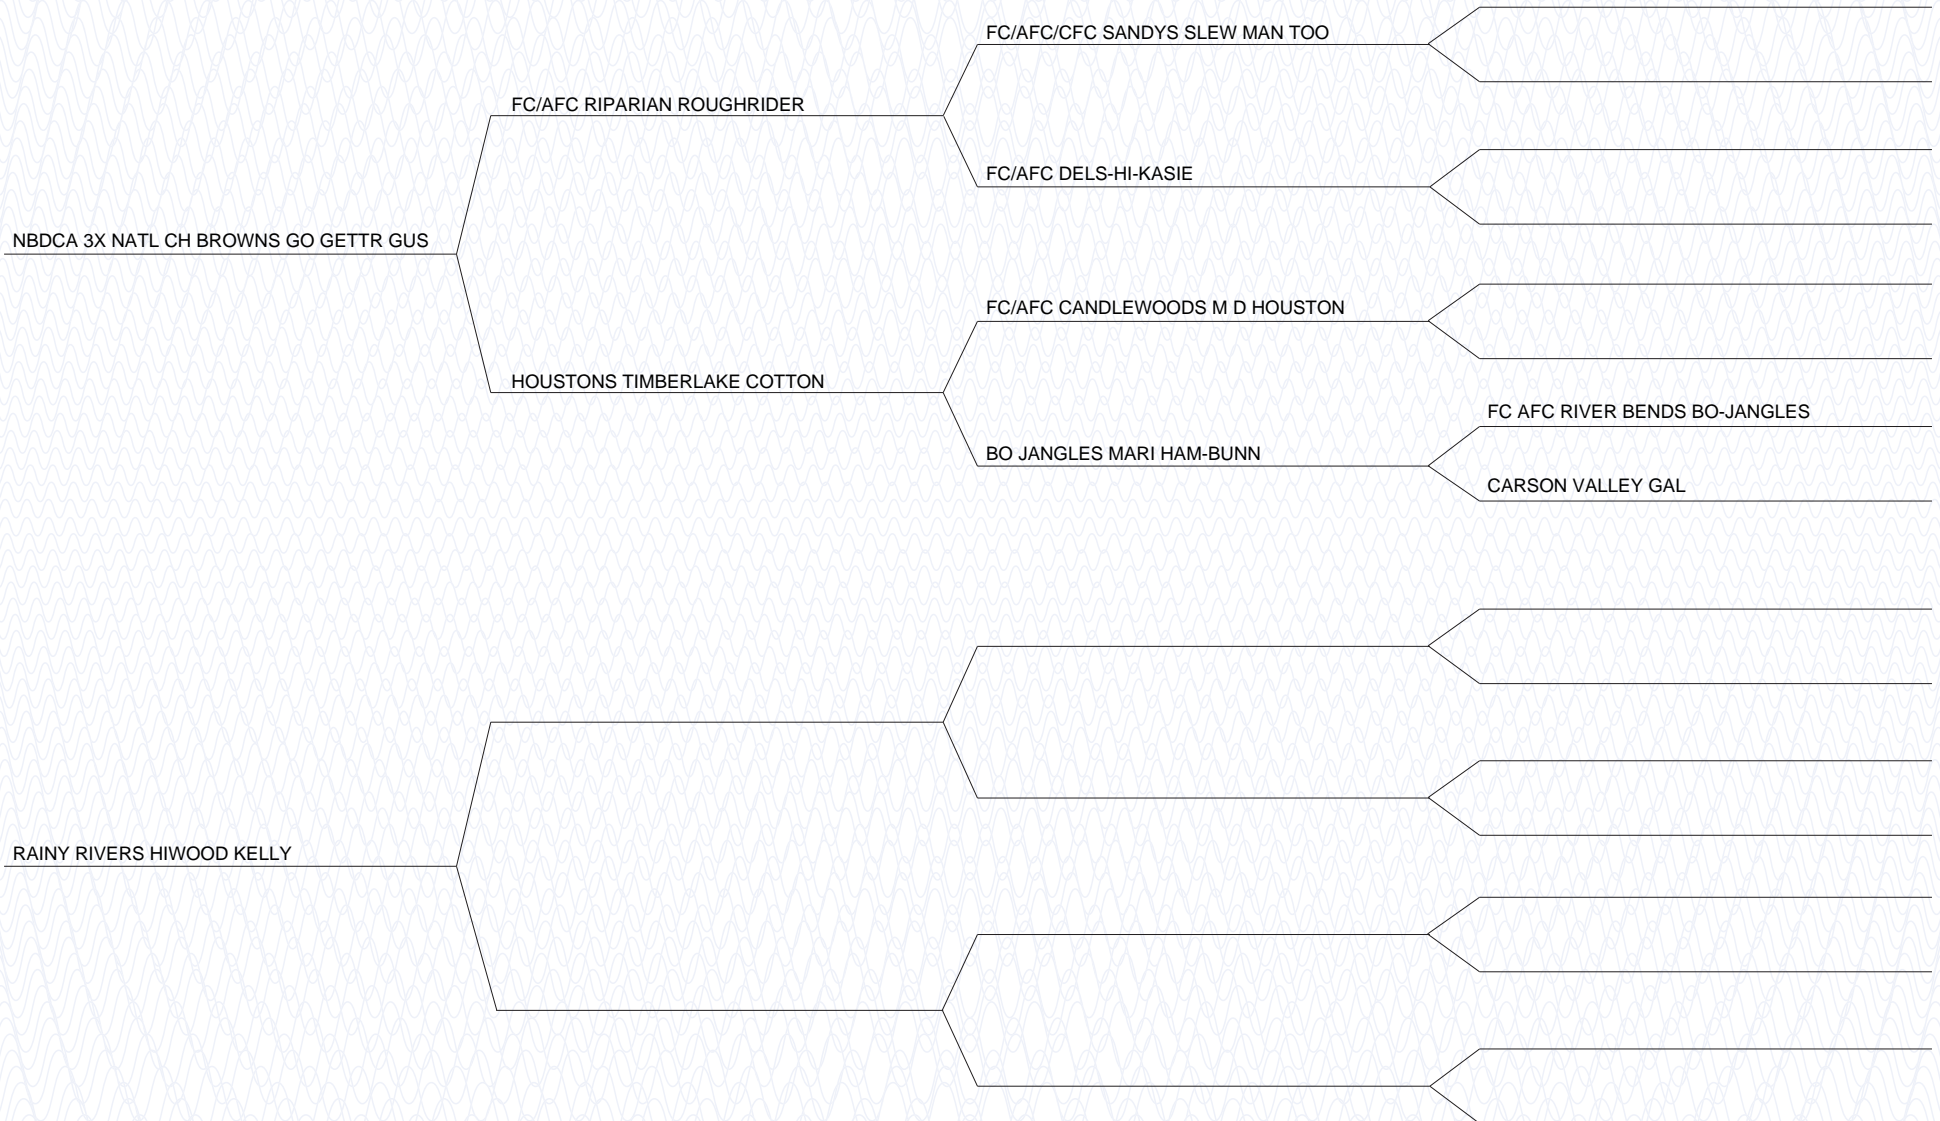 FC/AFC/CFC SANDYS SLEW MAN TOO
FC/AFC RIPARIAN ROUGHRIDER
FC/AFC DELS-HI-KASIE
NBDCA 3X NATL CH BROWNS GO GETTR GUS
FC/AFC CANDLEWOODS M D HOUSTON
HOUSTONS TIMBERLAKE COTTON
FC AFC RIVER BENDS BO-JANGLES
BO JANGLES MARI HAM-BUNN
CARSON VALLEY GAL
RAINY RIVERS HIWOOD KELLY